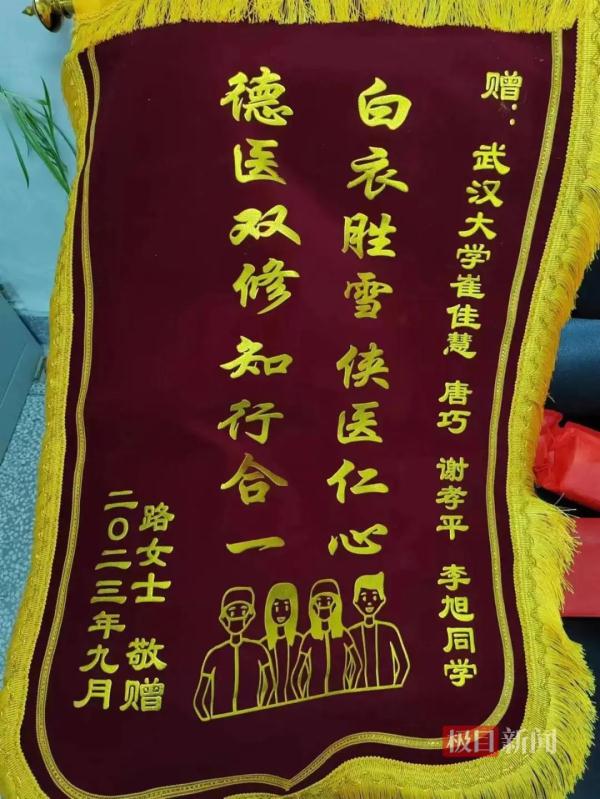 赠：武汉大学崔佳慧 唐巧 谢孝平 李旭同学
白衣胜雪 侠医仁心
德医双修 知行合一
路女士 敬赠
二〇二三年九月
极目新闻